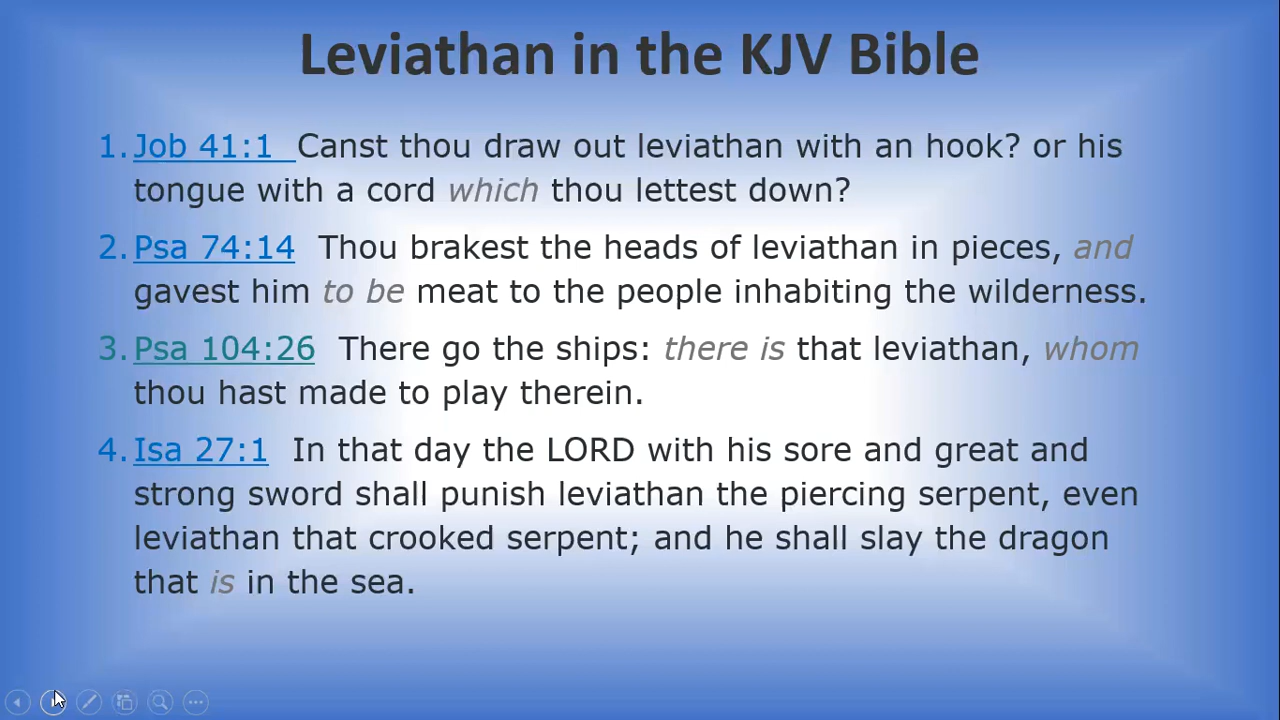 Leviathan in the KJV Bible
1. Job 41:1 Canst thou draw out leviathan with an hook? or his
tongue with a cord which thou lettest down?
2. Psa 74:14 Thou brakest the heads of leviathan in pieces, and
gavest him to be meat to the people inhabiting the wilderness.
3. Psa 104:26 There go the ships: there is that leviathan, whom
thou hast made to play therein.
4. Isa 27:1 In that day the LORD with his sore and great and
strong sword shall punish leviathan the piercing serpent, even
leviathan that crooked serpent; and he shall slay the dragon
that is in the sea.